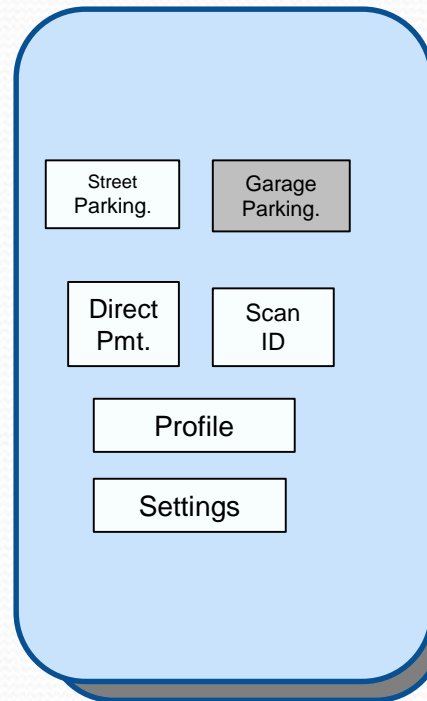 Street
Parking.
Garage
Parking.
Direct
Pmt.
Scan
ID
Profile
Settings